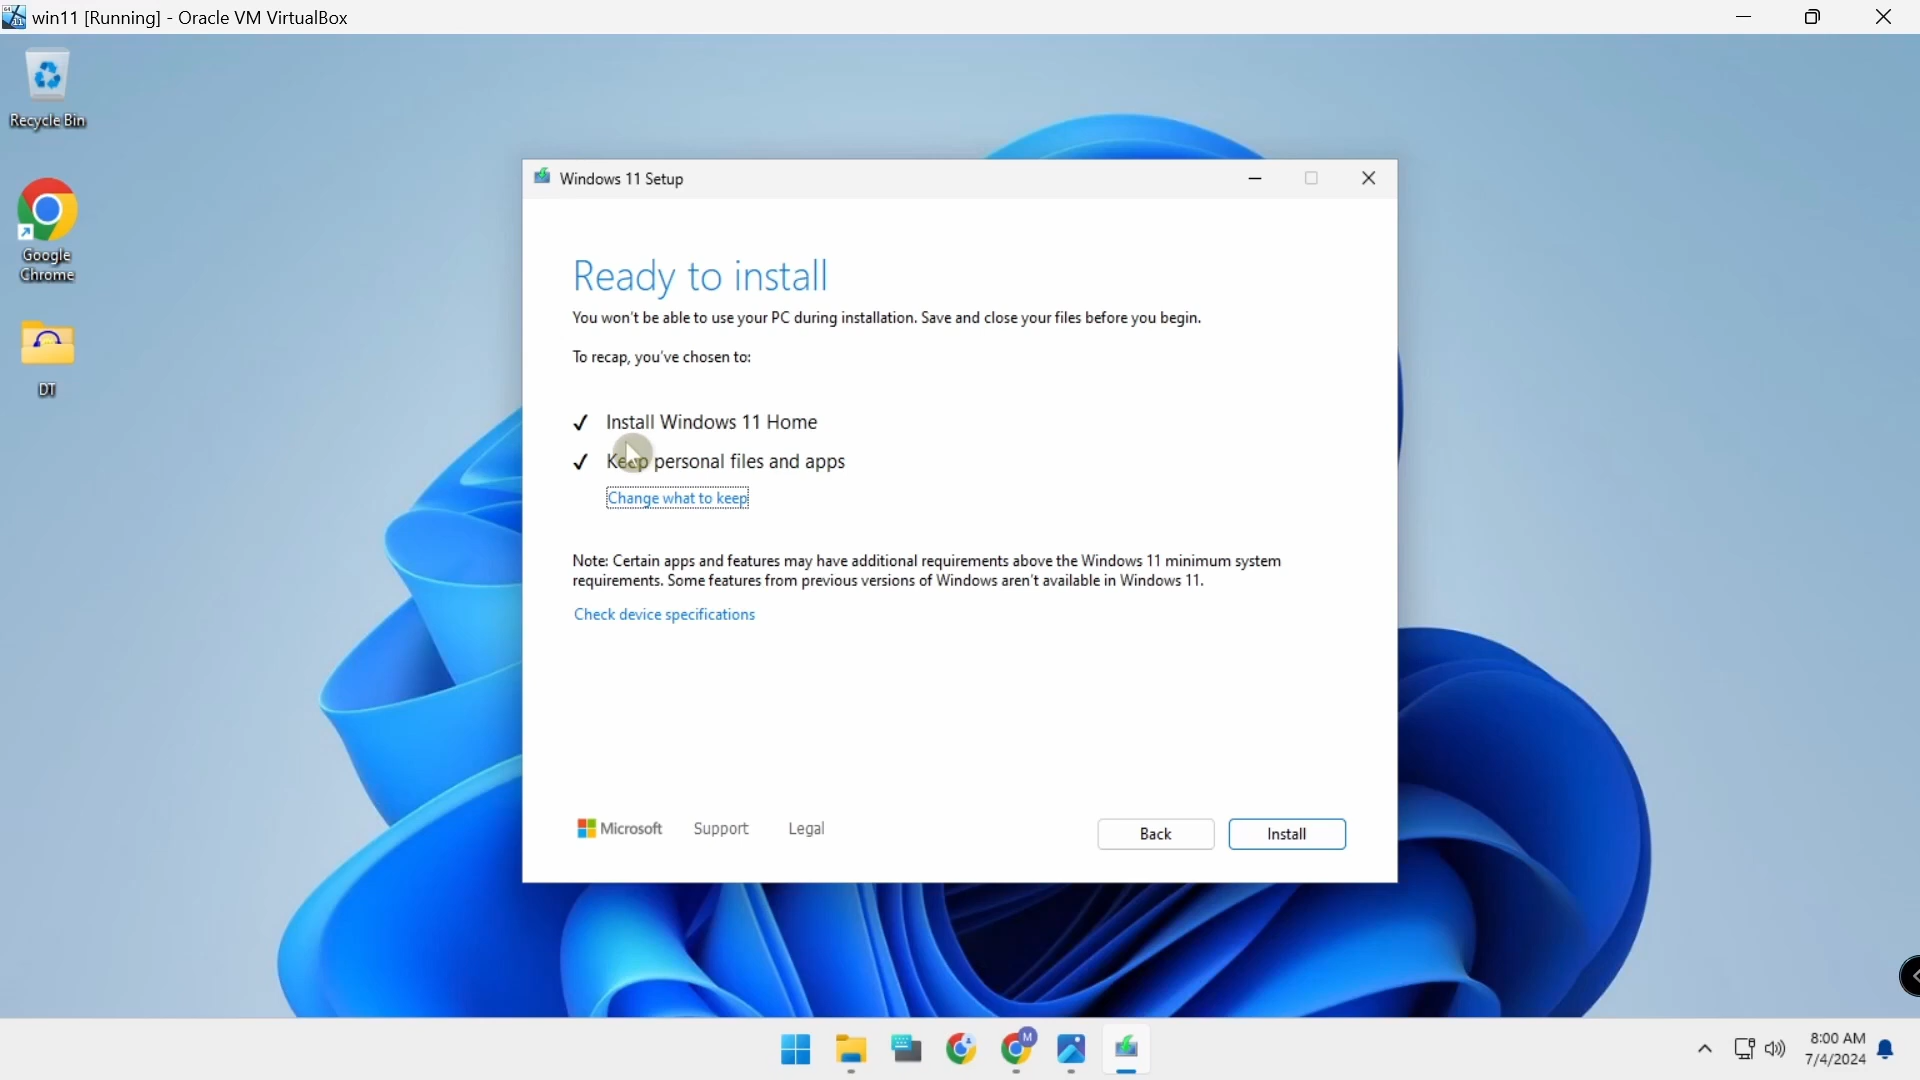 win11 [Running] - Oracle VM VirtualBox
Recycle Bin
Google
Chrome
DT
Windows 11 Setup
Ready to install
You won't be able to use your PC during installation. Save and close your files before you begin.
To recap, you've chosen to:
✓ Install Windows 11 Home
✓ Keep personal files and apps
Change what to keep
Note: Certain apps and features may have additional requirements above the Windows 11 minimum system
requirements. Some features from previous versions of Windows aren't available in Windows 11.
Check device specifications
Microsoft Support Legal
Back Install
M
8:00 AM
7/4/2024